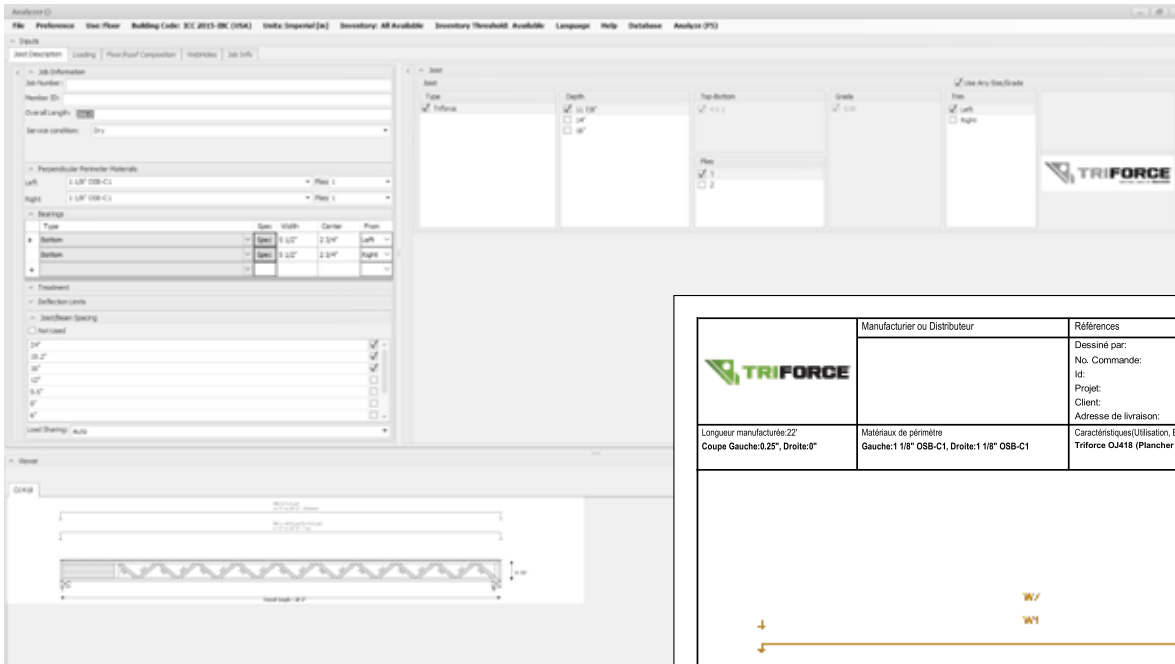 Analyzer
File Preference Use: Floor Building Code: ICC 2015-IBC (USA) Units: Imperial [in] Inventory: All Available Inventory Threshold: Available Language Help Database Analyze (F5)
Inputs
Joist Description Loading Floor/Roof Composition WebHoles Job Info
Job Information
Job Number:
Member ID:
Overall Length:
Service condition: Dry
Perpendicular Perimeter Materials
Left 1 1/8" OSB-C1 Plies 1
Right 1 1/8" OSB-C1 Plies 1
Bearings
Type Spec Width Center From
Bottom Spec 5 1/2" 2 3/4" Left
Bottom Spec 5 1/2" 2 3/4" Right
Treatment
Deflection Limits
Joist/Beam Spacing
Not Used
24"
19.2"
16"
12"
9.6"
8"
6"
Load Sharing: Auto
Joist
Joist
Use Any Size/Grade
Type Depth Top-Bottom Grade Trim
Triforce 11 7/8" Left
14" Right
16"
Plies
1
2
TRIFORCE
Viewer
OJ418
Manufacturier ou Distributeur
Références
TRIFORCE
Dessiné par:
No. Commande:
Id:
Projet:
Client:
Adresse de livraison:
Longueur manufacturée:22'
Coupe Gauche:0.25", Droite:0"
Matériaux de périmètre
Gauche:1 1/8" OSB-C1, Droite:1 1/8" OSB-C1
Caractéristiques(Utilisation, E
Triforce OJ418 (Plancher
W1